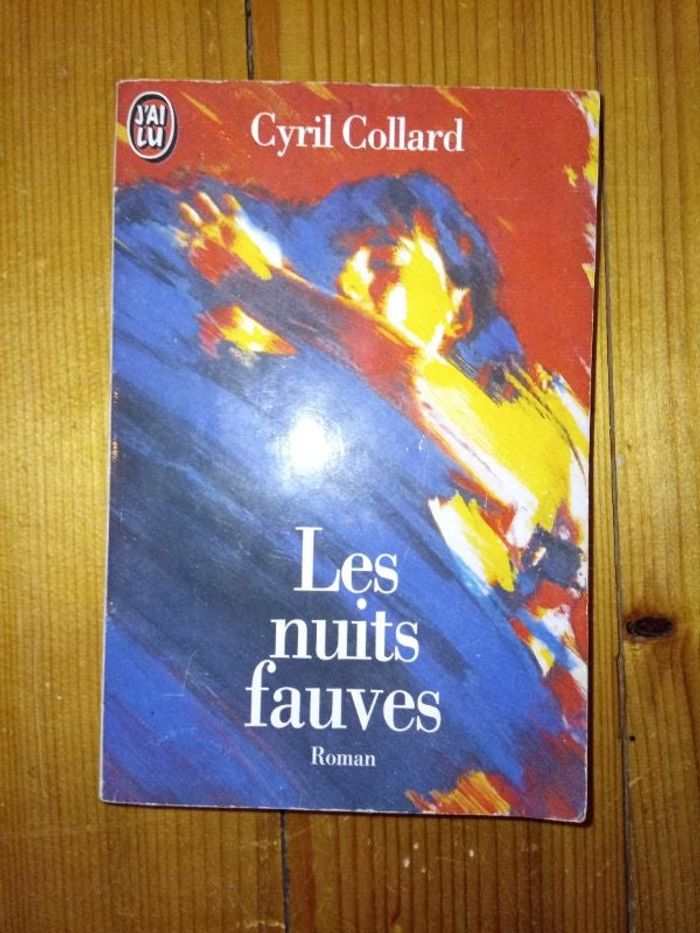 J'AI
LU
Cyril Collard
Les
nuits
fauves
Roman